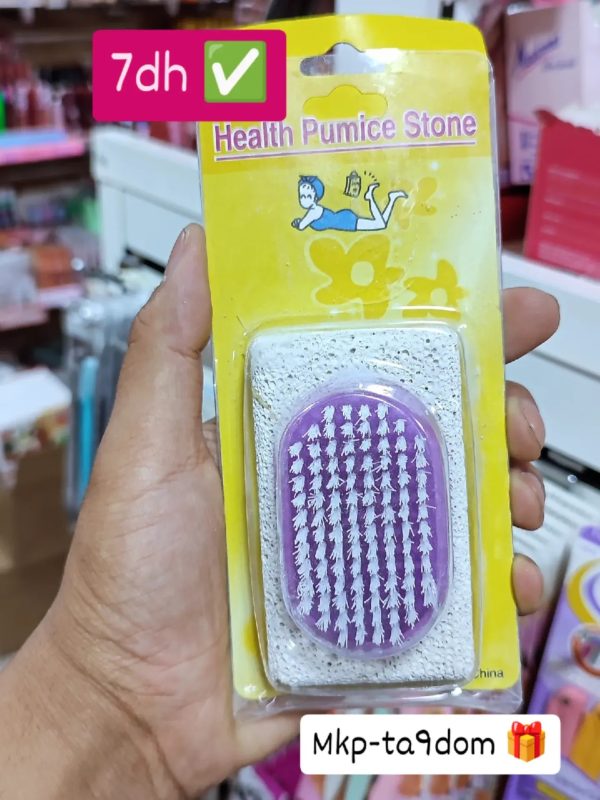 7dh ✅
Health Pumice Stone
China
Mkp-ta9dom 🎁